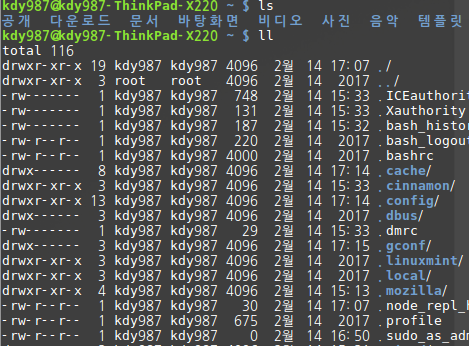 kdy987@kdy987-ThinkPad-X220 ~ $ ls
공개 다운로드 문서 바탕화면 비디오 사진 음악 템플릿
kdy987@kdy987-ThinkPad-X220 ~ $ ll
total 116
drwxr-xr-x 19 kdy987 kdy987 4096 2월 14 17:07 ./
drwxr-xr-x 3 root root 4096 2월 14 2017 ../
-rw------- 1 kdy987 kdy987 748 2월 14 15:33 .ICEauthority
-rw------- 1 kdy987 kdy987 131 2월 14 15:33 .Xauthority
-rw------- 1 kdy987 kdy987 187 2월 14 15:32 .bash_histo
-rw-r--r-- 1 kdy987 kdy987 220 2월 14 2017 .bash_logout
-rw-r--r-- 1 kdy987 kdy987 4000 2월 14 2017 .bashrc
drwx------ 8 kdy987 kdy987 4096 2월 14 17:14 .cache/
drwxr-xr-x 3 kdy987 kdy987 4096 2월 14 15:33 .cinnamon/
drwxr-xr-x 13 kdy987 kdy987 4096 2월 14 17:14 .config/
drwx------ 3 kdy987 kdy987 4096 2월 14 2017 .dbus/
-rw------- 1 kdy987 kdy987 29 2월 14 15:33 .dmrc
drwx------ 3 kdy987 kdy987 4096 2월 14 17:15 .gconf/
drwxr-xr-x 3 kdy987 kdy987 4096 2월 14 2017 .linuxmint/
drwxr-xr-x 3 kdy987 kdy987 4096 2월 14 2017 .local/
drwxr-xr-x 4 kdy987 kdy987 4096 2월 14 15:13 .mozilla/
-rw-r--r-- 1 kdy987 kdy987 30 2월 14 17:07 .node_repl_h
-rw-r--r-- 1 kdy987 kdy987 675 2월 14 2017 .profile
-rw-r--r-- 1 kdy987 kdy987 0 2월 14 16:50 .sudo_as_adm